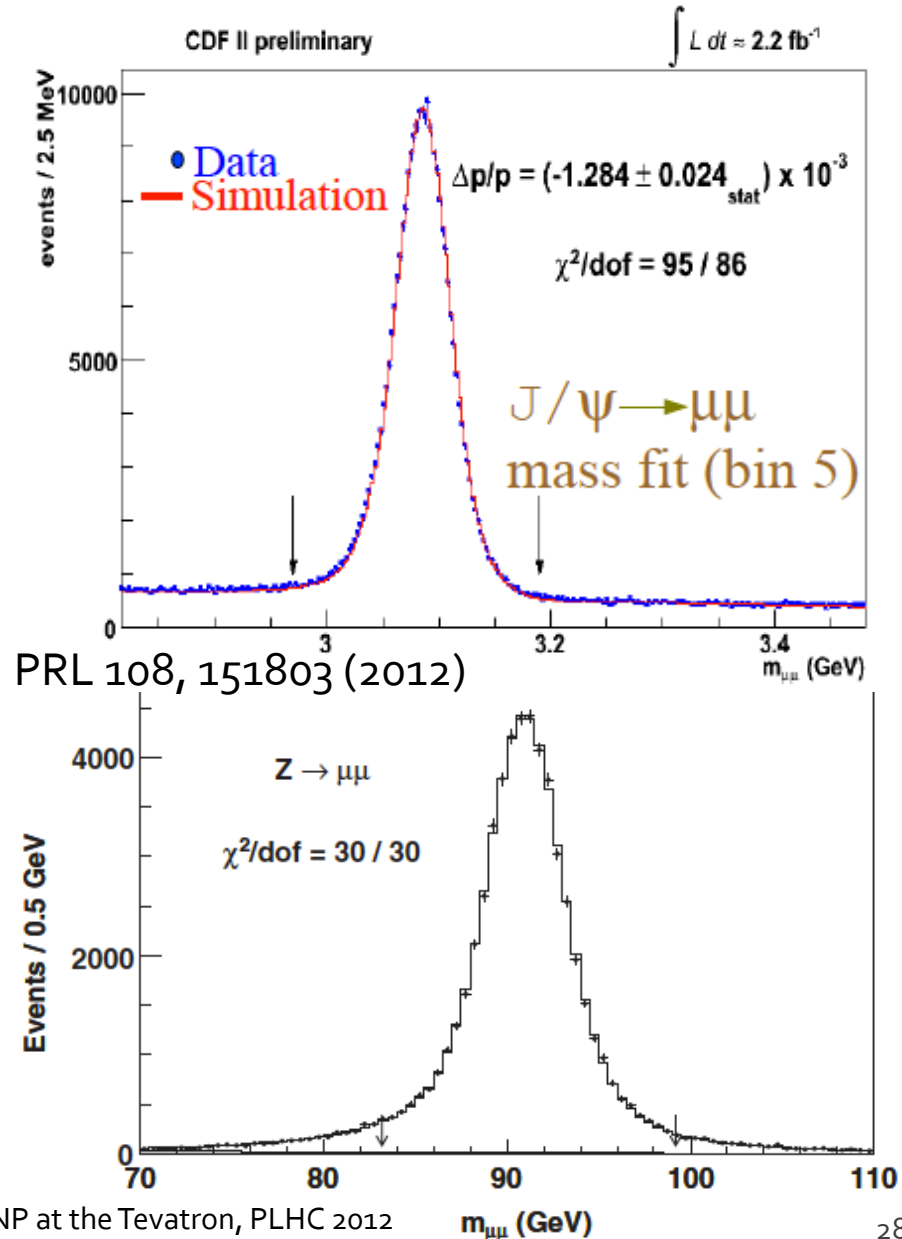 CDF II preliminary
∫ L dt ≈ 2.2 fb⁻¹
events / 2.5 MeV
10000
5000
0
Data
Simulation
Δp/p = (-1.284 ± 0.024 stat) x 10⁻³
χ²/dof = 95 / 86
J/ψ→μμ
mass fit (bin 5)
3
3.2
3.4
mμμ (GeV)
PRL 108, 151803 (2012)
Events / 0.5 GeV
4000
2000
0
Z → μμ
χ²/dof = 30 / 30
70
80
90
100
110
mμμ (GeV)
NP at the Tevatron, PLHC 2012
28